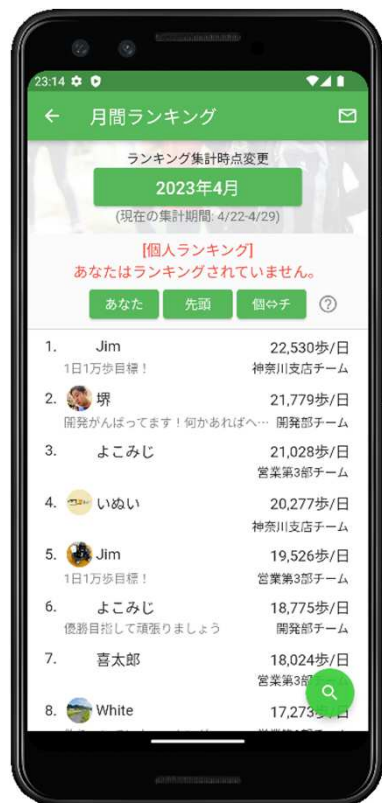 23:14
月間ランキング
ランキング集計時点変更
2023年4月
(現在の集計期間: 4/22-4/29)
[個人ランキング]
あなたはランキングされていません。
あなた 先頭 個⇔チ ?
1. Jim 22,530歩/日
1日1万歩目標！ 神奈川支店チーム
2. 堺 21,779歩/日
開発がんばってます！何かあればへ… 開発部チーム
3. よこみじ 21,028歩/日
営業第3部チーム
4. いぬい 20,277歩/日
神奈川支店チーム
5. Jim 19,526歩/日
1日1万歩目標！ 営業第3部チーム
6. よこみじ 18,775歩/日
優勝目指して頑張りましょう 開発部チーム
7. 喜太郎 18,024歩/日
営業第3部
8. White 17,273歩/日